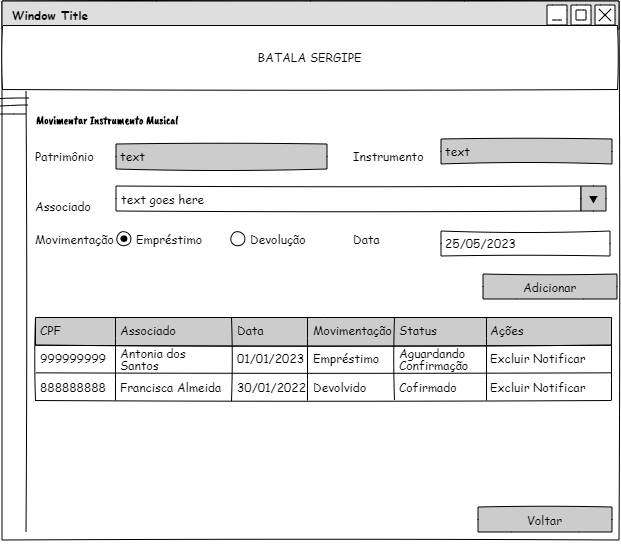 Window Title
BATALA SERGIPE
Movimentar Instrumento Musical
Patrimônio text Instrumento text
Associado text goes here
Movimentação Empréstimo Devolução Data 25/05/2023
Adicionar
CPF Associado Data Movimentação Status Ações
999999999 Antonia dos Santos 01/01/2023 Empréstimo Aguardando Confirmação Excluir Notificar
888888888 Francisca Almeida 30/01/2022 Devolvido Cofirmado Excluir Notificar
Voltar